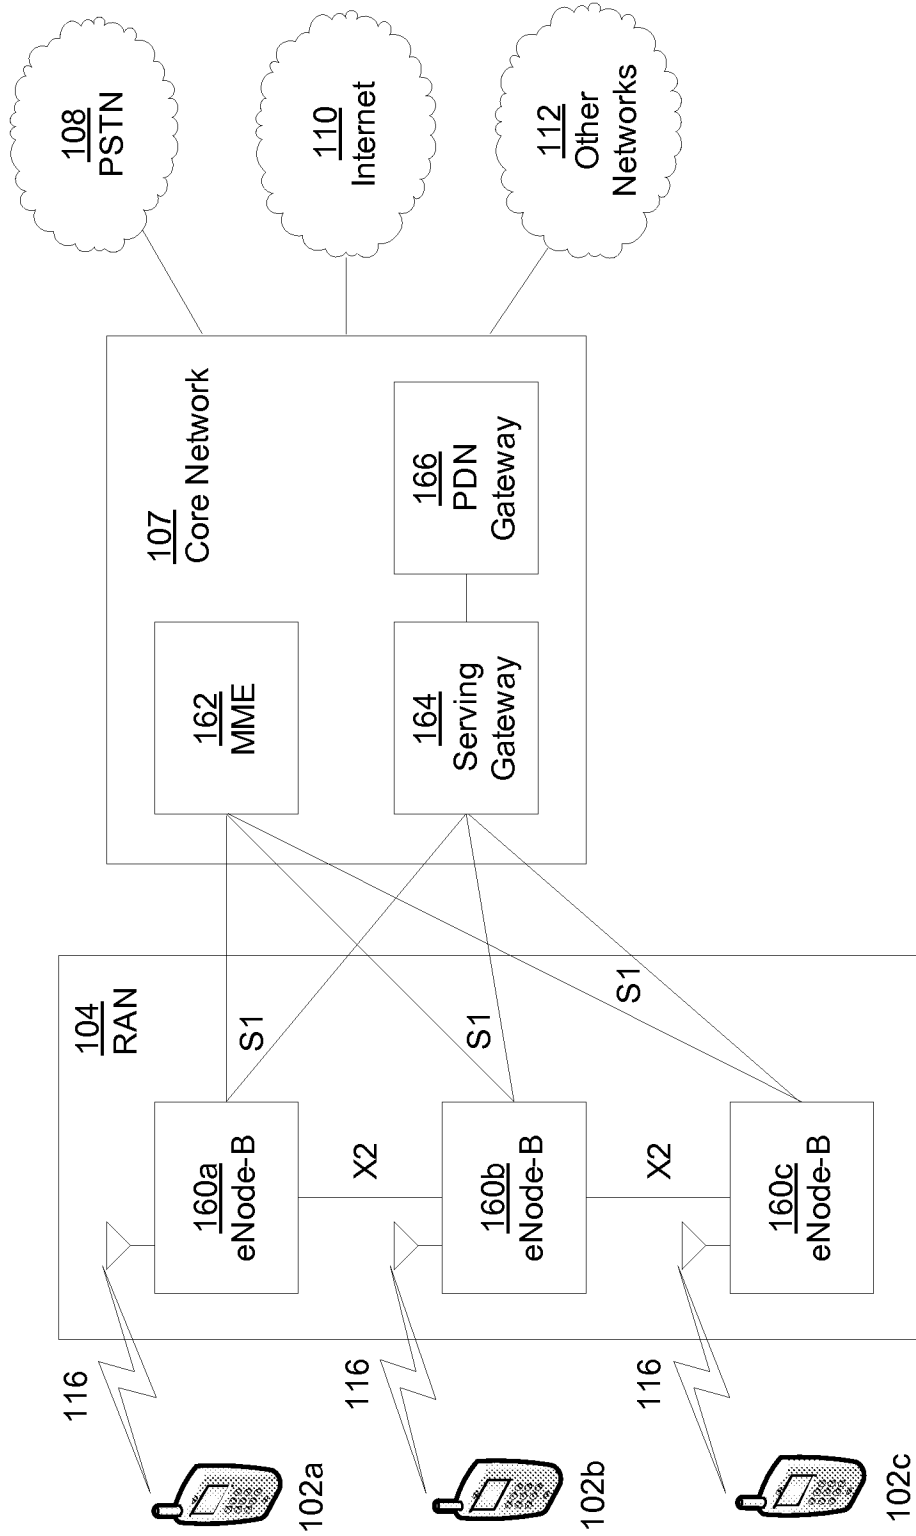 102a
102b
102c
116
116
116
104
RAN
160a
eNode-B
160b
eNode-B
160c
eNode-B
X2
X2
S1
S1
S1
107
Core Network
162
MME
164
Serving
Gateway
166
PDN
Gateway
108
PSTN
110
Internet
112
Other
Networks